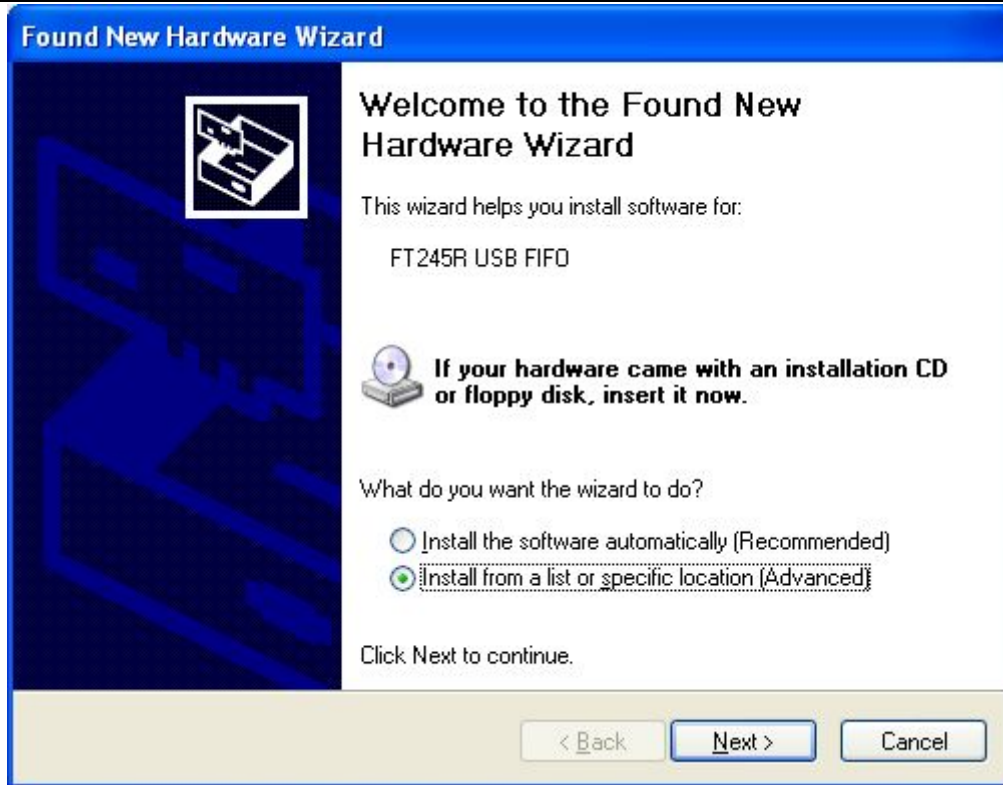 Found New Hardware Wizard
Welcome to the Found New
Hardware Wizard
This wizard helps you install software for:
FT245R USB FIFO
If your hardware came with an installation CD
or floppy disk, insert it now.
What do you want the wizard to do?
Install the software automatically (Recommended)
Install from a list or specific location (Advanced)
Click Next to continue.
< Back Next > Cancel